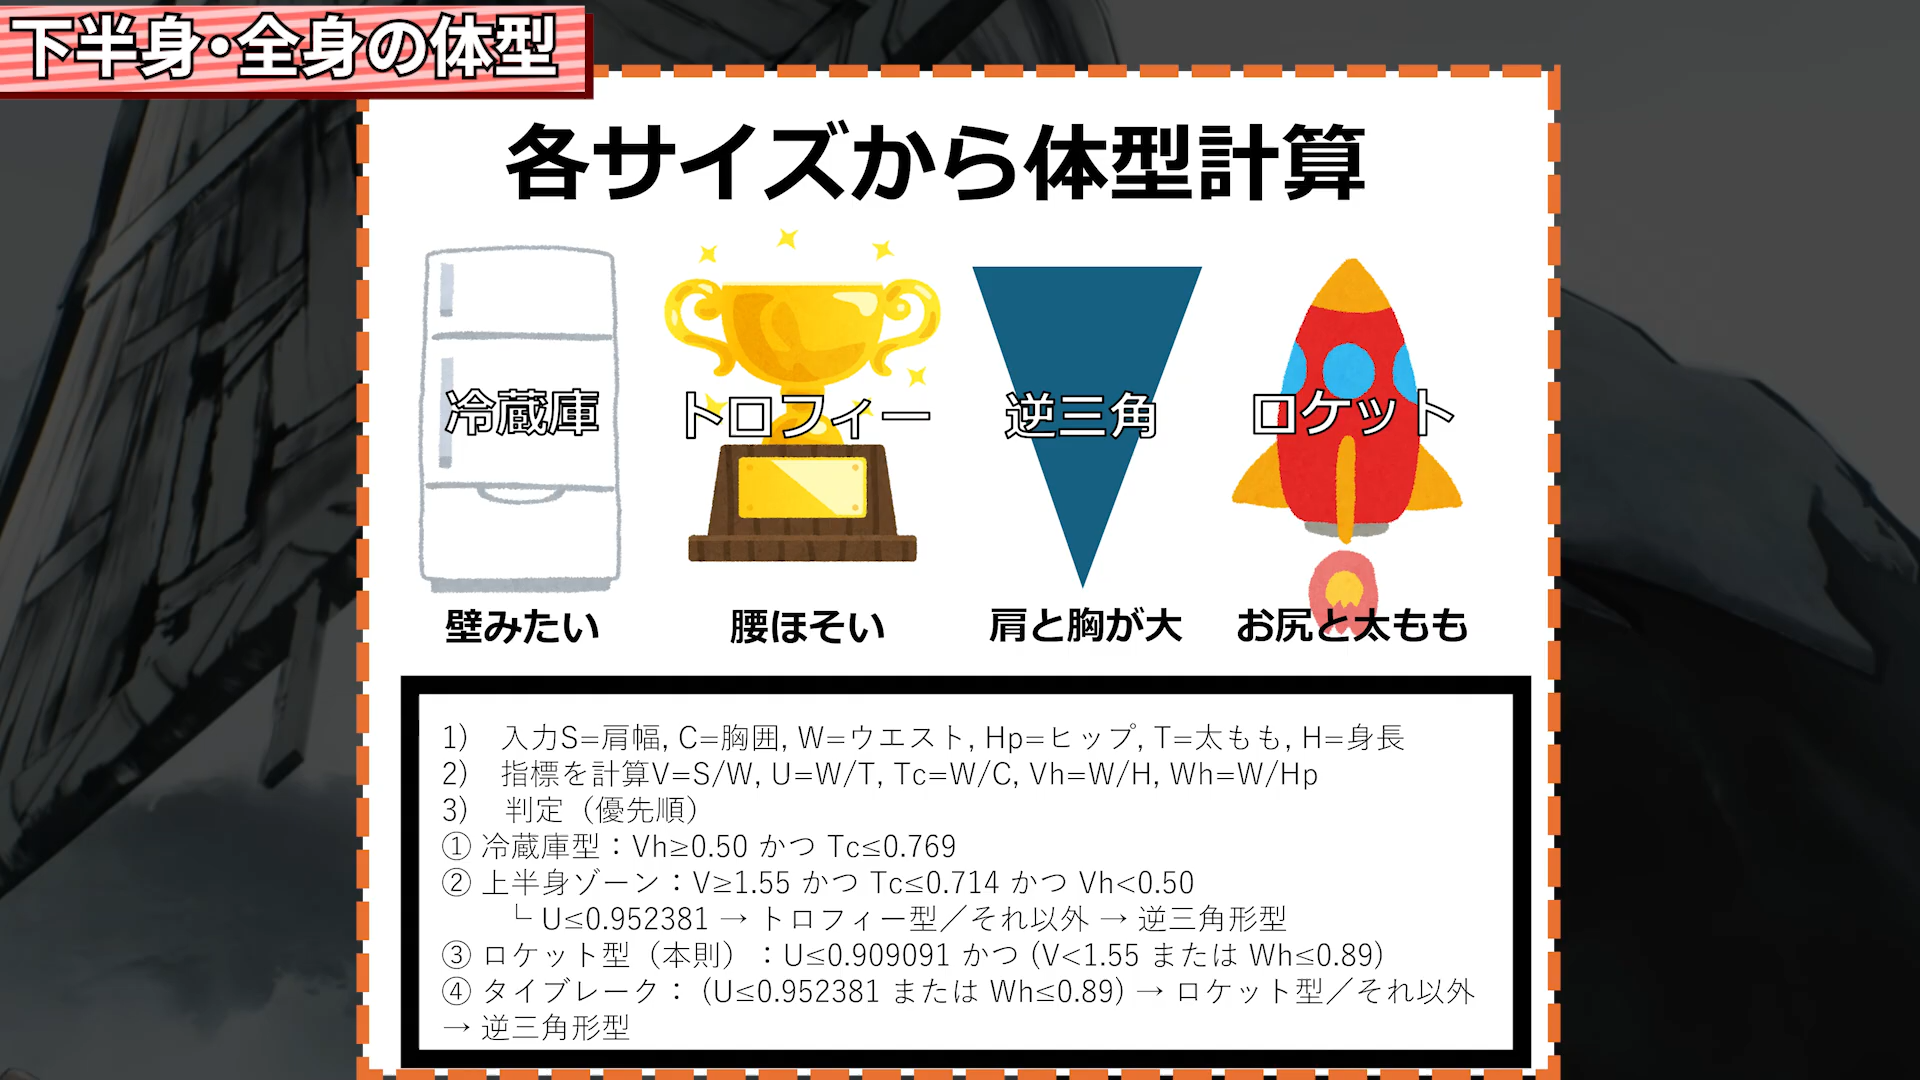 下半身・全身の体型
各サイズから体型計算
冷蔵庫
トロフィー
逆三角
ロケット
壁みたい
腰ほそい
肩と胸が大
お尻と太もも
1) 入力S=肩幅, C=胸囲, W=ウエスト, Hp=ヒップ, T=太もも, H=身長
2) 指標を計算V=S/W, U=W/T, Tc=W/C, Vh=W/H, Wh=W/Hp
3) 判定（優先順）
① 冷蔵庫型：Vh≥0.50 かつ Tc≤0.769
② 上半身ゾーン：V≥1.55 かつ Tc≤0.714 かつ Vh<0.50
└ U≤0.952381 → トロフィー型／それ以外 → 逆三角形型
③ ロケット型（本則）：U≤0.909091 かつ (V<1.55 または Wh≤0.89)
④ タイブレーク： (U≤0.952381 または Wh≤0.89) → ロケット型／それ以外
→ 逆三角形型